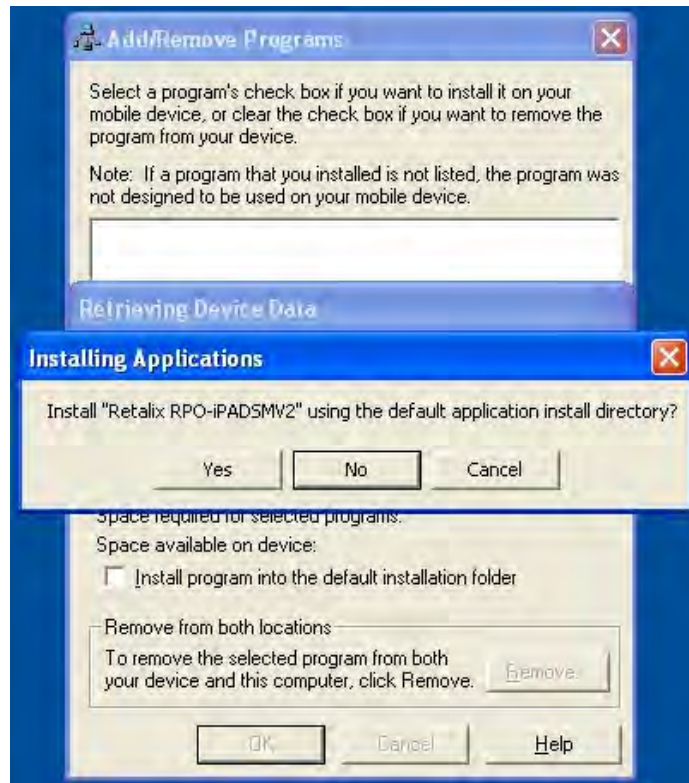 Add/Remove Programs
Select a program's check box if you want to install it on your
mobile device, or clear the check box if you want to remove the
program from your device.
Note: If a program that you installed is not listed, the program was
not designed to be used on your mobile device.
Retrieving Device Data
Installing Applications
Install "Retalix RPO-iPADSMV2" using the default application install directory?
Yes No Cancel
Space required for selected programs:
Space available on device:
Install program into the default installation folder
Remove from both locations
To remove the selected program from both
your device and this computer, click Remove.
Remove
OK Cancel Help